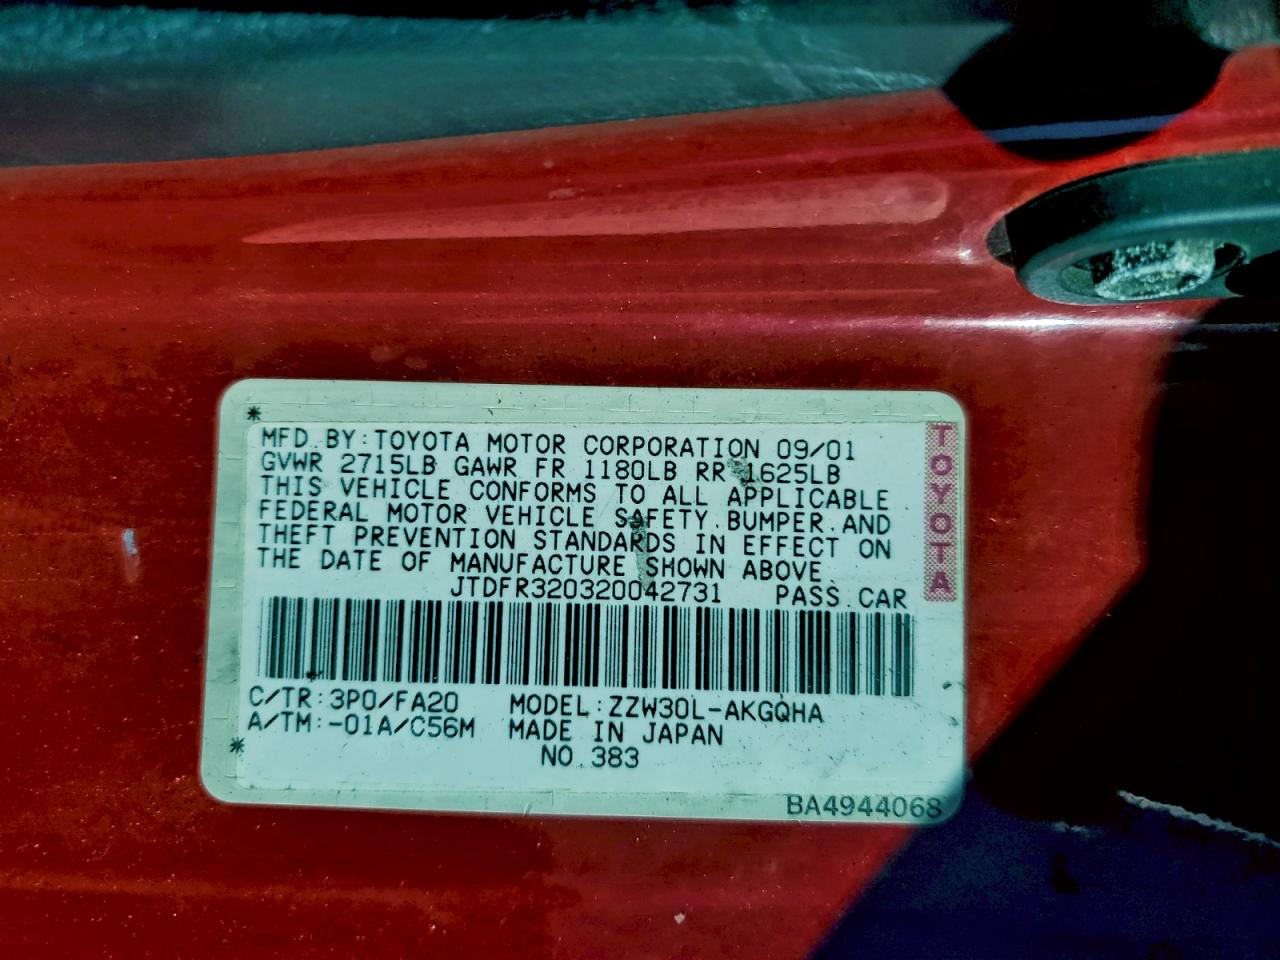 MFD. BY: TOYOTA MOTOR CORPORATION 09/01
GVWR 2715LB GAWR FR 1180LB RR 1625LB
THIS VEHICLE CONFORMS TO ALL APPLICABLE
FEDERAL MOTOR VEHICLE SAFETY. BUMPER. AND
THEFT PREVENTION STANDARDS IN EFFECT ON
THE DATE OF MANUFACTURE SHOWN ABOVE.
JTDFR320320042731 PASS. CAR
C/TR: 3P0/FA20 MODEL: ZZW30L-AKGQHA
A/TM: -01A/C56M MADE IN JAPAN
NO. 383
BA4944068
TOYOTA